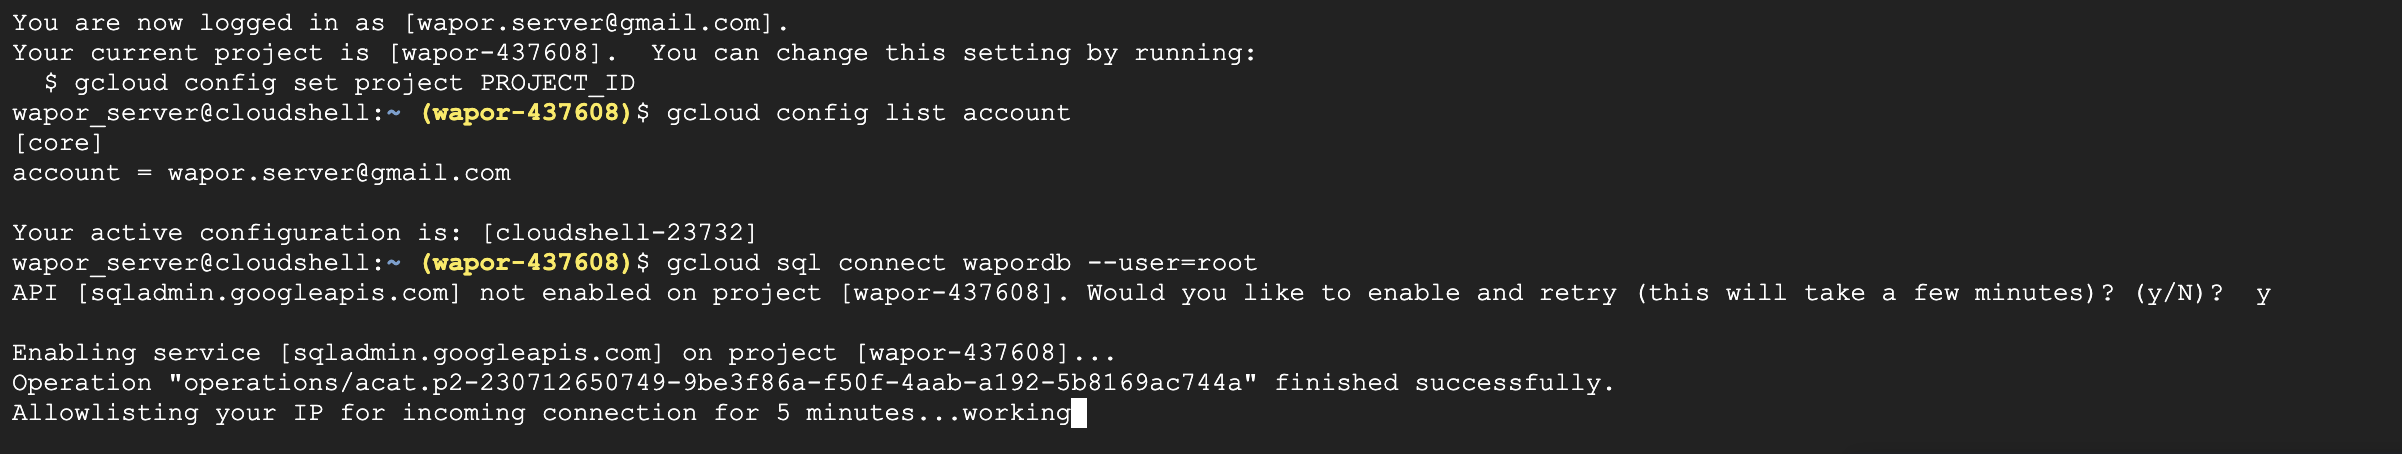 You are now logged in as [wapor.server@gmail.com].
Your current project is [wapor-437608].  You can change this setting by running:
  $ gcloud config set project PROJECT_ID
wapor_server@cloudshell:~ (wapor-437608)$ gcloud config list account
[core]
account = wapor.server@gmail.com
Your active configuration is: [cloudshell-23732]
wapor_server@cloudshell:~ (wapor-437608)$ gcloud sql connect wapordb --user=root
API [sqladmin.googleapis.com] not enabled on project [wapor-437608]. Would you like to enable and retry (this will take a few minutes)? (y/N)?  y
Enabling service [sqladmin.googleapis.com] on project [wapor-437608]...
Operation "operations/acat.p2-230712650749-9be3f86a-f50f-4aab-a192-5b8169ac744a" finished successfully.
Allowlisting your IP for incoming connection for 5 minutes...working